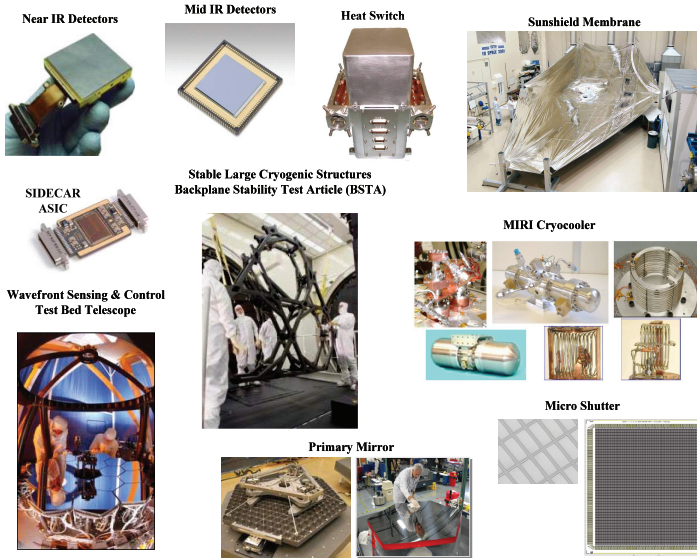 Near IR Detectors
Mid IR Detectors
Heat Switch
Sunshield Membrane
SIDECAR
ASIC
Stable Large Cryogenic Structures
Backplane Stability Test Article (BSTA)
MIRI Cryocooler
Wavefront Sensing & Control
Test Bed Telescope
Micro Shutter
Primary Mirror